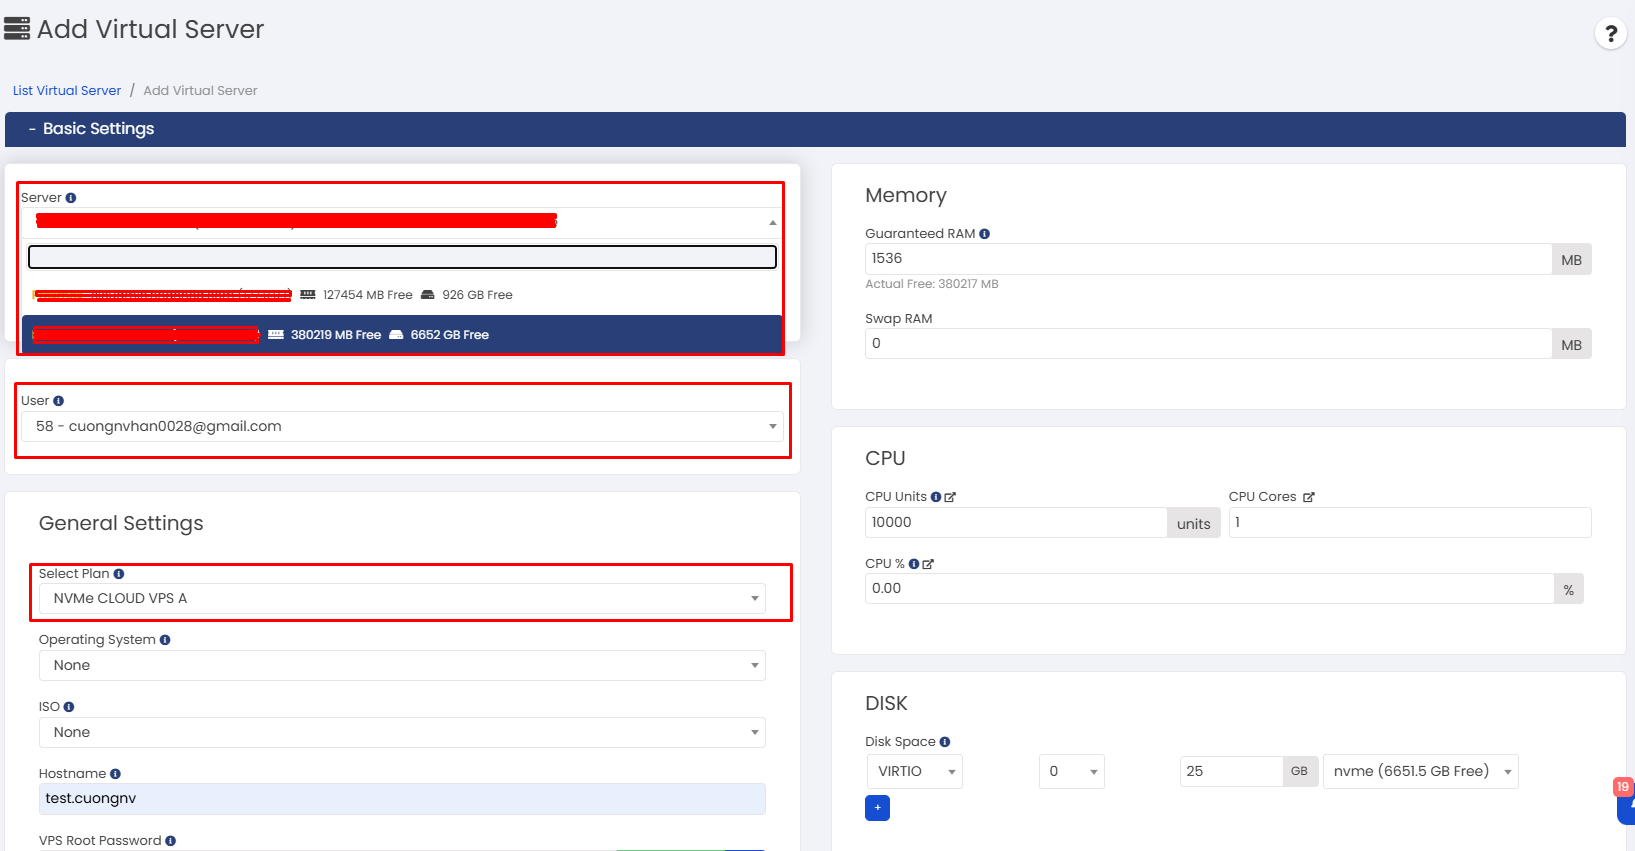 Add Virtual Server
?
List Virtual Server / Add Virtual Server
- Basic Settings
Server
127454 MB Free 926 GB Free
380219 MB Free 6652 GB Free
User
58 - cuongnvhan0028@gmail.com
General Settings
Select Plan
NVMe CLOUD VPS A
Operating System
None
ISO
None
Hostname
test.cuongnv
VPS Root Password
Memory
Guaranteed RAM
1536 MB
Actual Free: 380217 MB
Swap RAM
0 MB
CPU
CPU Units CPU Cores
10000 units 1
CPU %
0.00 %
DISK
Disk Space
VIRTIO 0 25 GB nvme (6651.5 GB Free)
+
19